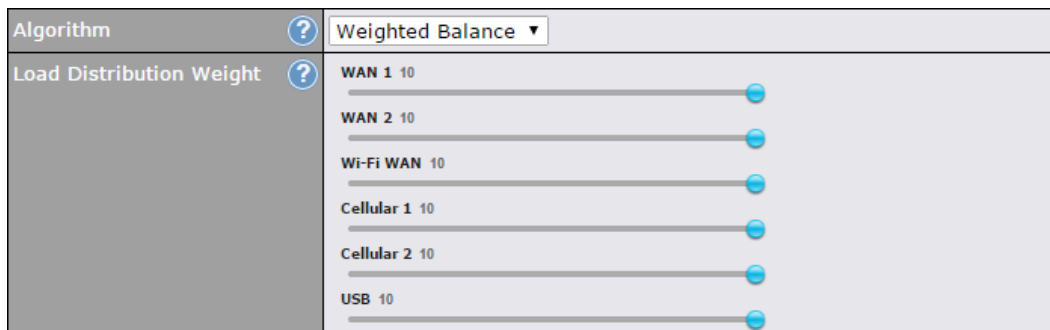 Algorithm ? Weighted Balance ▼
Load Distribution Weight ? WAN 1 10
WAN 2 10
Wi-Fi WAN 10
Cellular 1 10
Cellular 2 10
USB 10